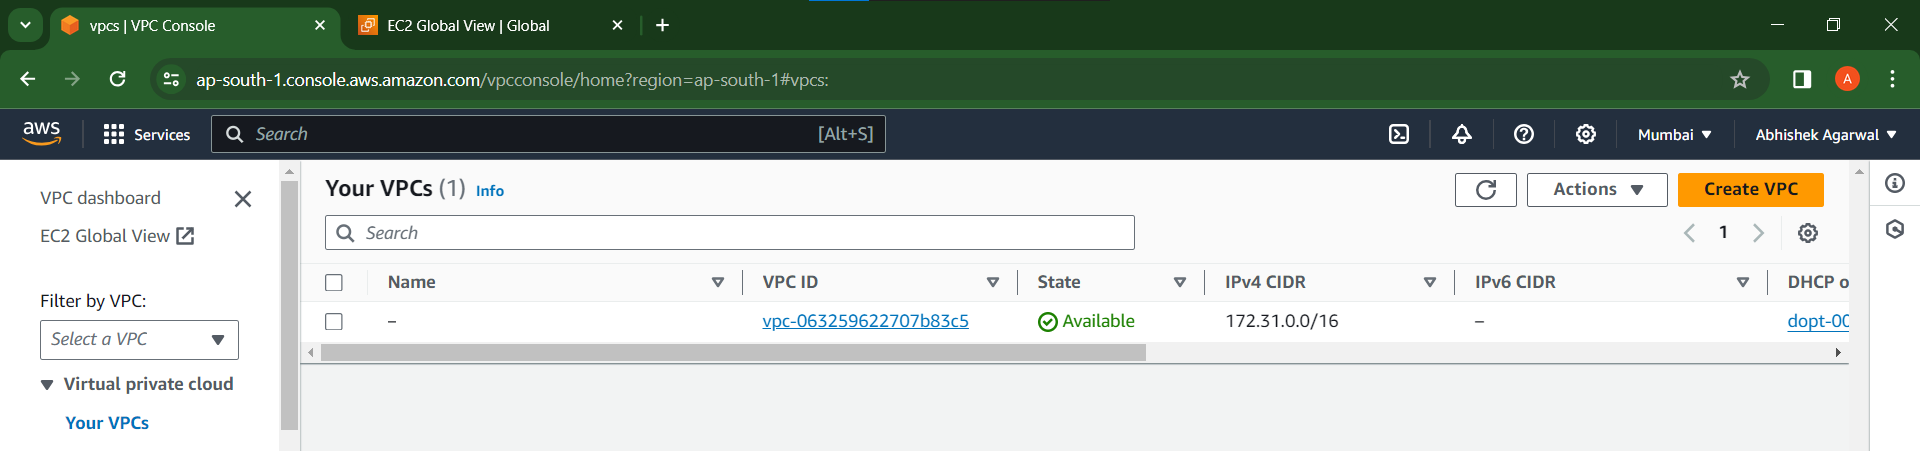 vpcs | VPC Console
EC2 Global View | Global
ap-south-1.console.aws.amazon.com/vpcconsole/home?region=ap-south-1#vpcs:
A
aws
Services
Search
[Alt+S]
Mumbai
Abhishek Agarwal
VPC dashboard
EC2 Global View
Filter by VPC:
Select a VPC
Virtual private cloud
Your VPCs
Your VPCs (1) Info
Actions
Create VPC
Search
1
Name VPC ID State IPv4 CIDR IPv6 CIDR DHCP o
– vpc-063259622707b83c5 Available 172.31.0.0/16 – dopt-00